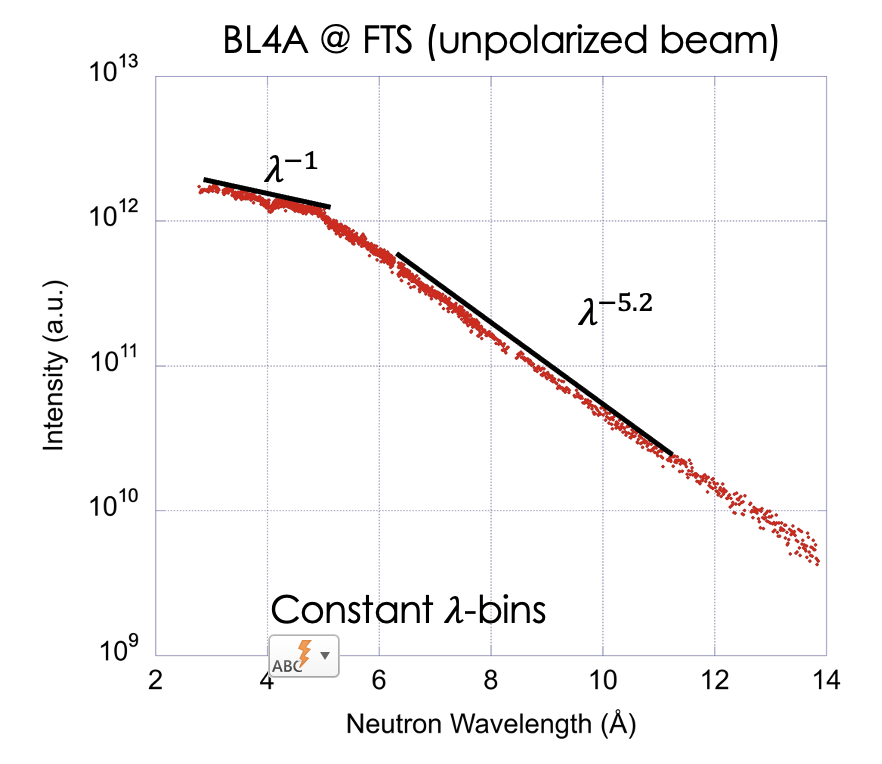 BL4A @ FTS (unpolarized beam)
10¹³
λ⁻¹
10¹²
λ⁻⁵·²
10¹¹
Intensity (a.u.)
10¹⁰
Constant λ-bins
10⁹
ABC
2 4 6 8 10 12 14
Neutron Wavelength (Å)